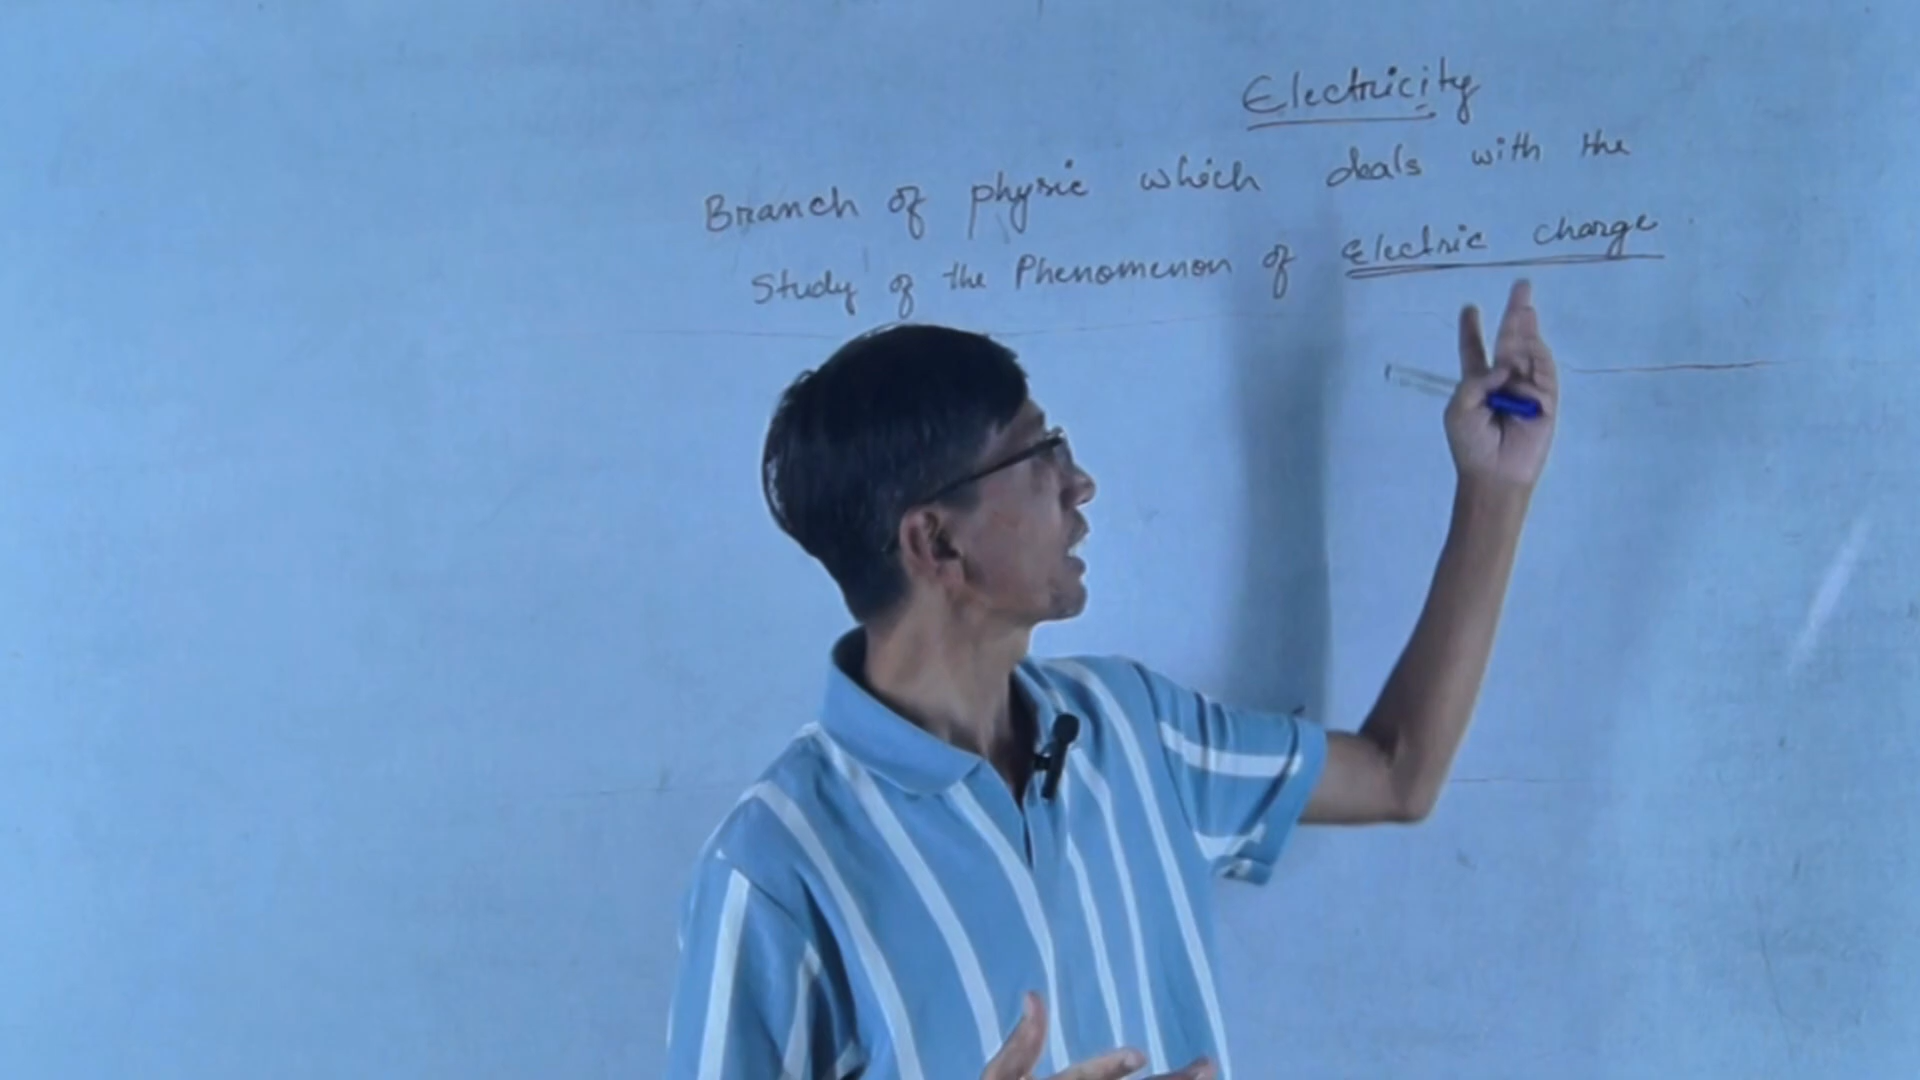 Electricity
Branch of physic which deals with the
Study of the Phenomenon of Electric charge